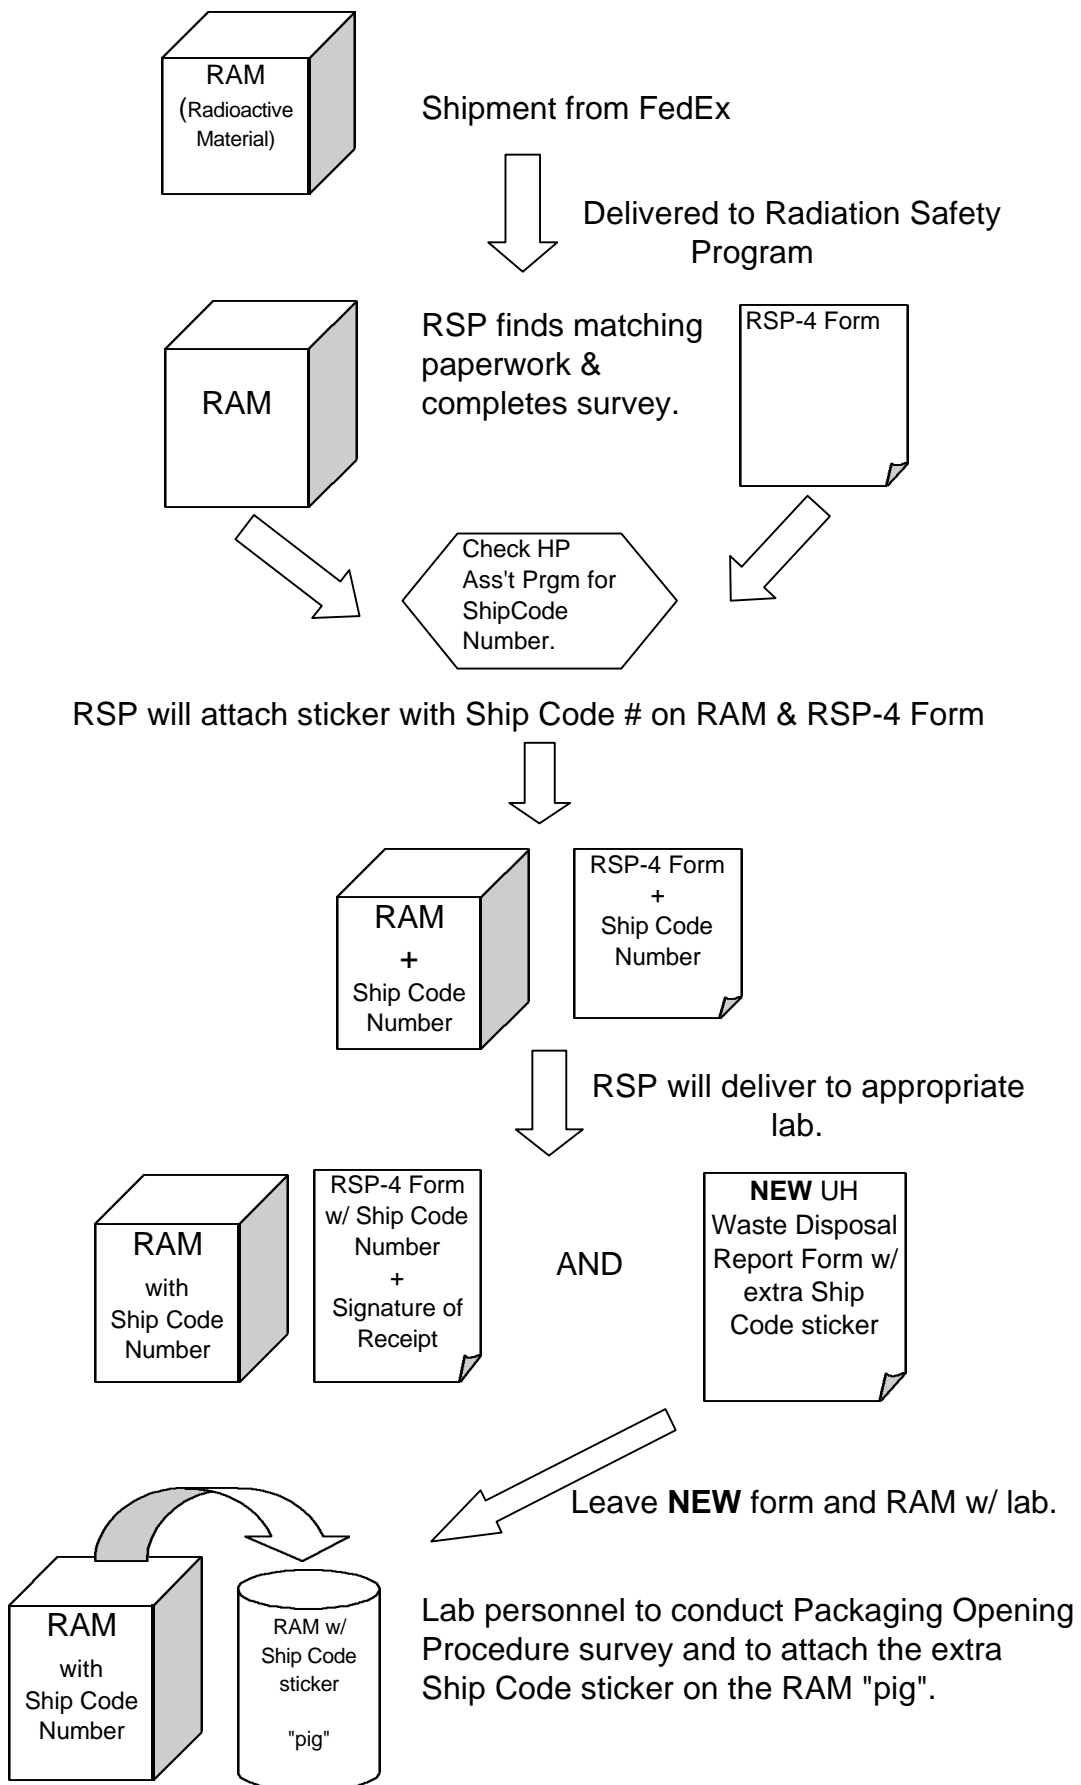 RAM
(Radioactive
Material)
Shipment from FedEx
Delivered to Radiation Safety
Program
RAM
RSP finds matching
paperwork &
completes survey.
RSP-4 Form
Check HP
Ass't Prgm for
ShipCode
Number.
RSP will attach sticker with Ship Code # on RAM & RSP-4 Form
RAM
+
Ship Code
Number
RSP-4 Form
+
Ship Code
Number
RSP will deliver to appropriate
lab.
RAM
with
Ship Code
Number
RSP-4 Form
w/ Ship Code
Number
+
Signature of
Receipt
AND
NEW UH
Waste Disposal
Report Form w/
extra Ship
Code sticker
Leave NEW form and RAM w/ lab.
RAM
with
Ship Code
Number
RAM w/
Ship Code
sticker
"pig"
Lab personnel to conduct Packaging Opening
Procedure survey and to attach the extra
Ship Code sticker on the RAM "pig".